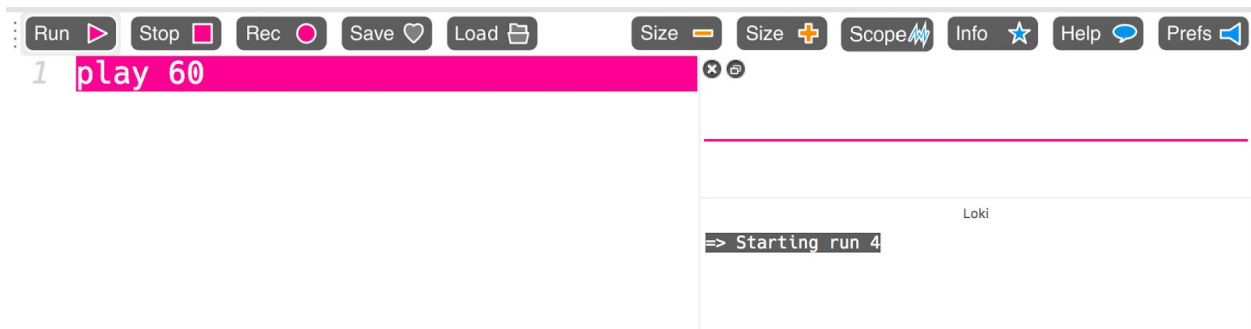 Run Stop Rec Save Load Size Size Scope Info Help Prefs
1 play 60
Loki
=> Starting run 4